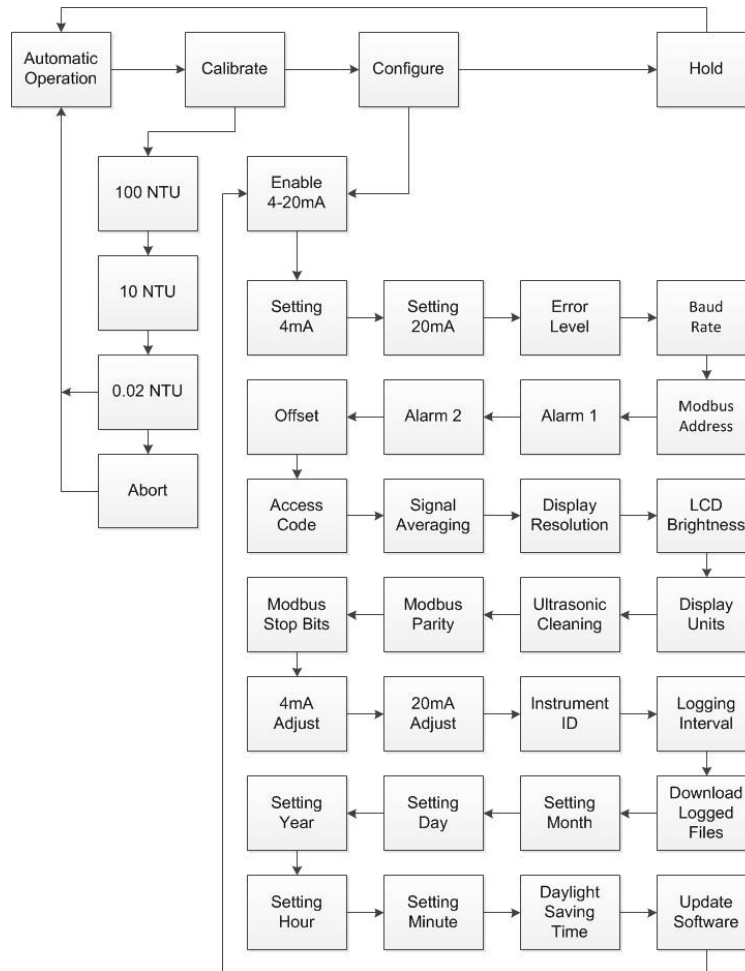 Automatic
Operation
Calibrate
Configure
Hold
100 NTU
Enable
4-20mA
10 NTU
Setting
4mA
Setting
20mA
Error
Level
Baud
Rate
0.02 NTU
Offset
Alarm 2
Alarm 1
Modbus
Address
Abort
Access
Code
Signal
Averaging
Display
Resolution
LCD
Brightness
Modbus
Stop Bits
Modbus
Parity
Ultrasonic
Cleaning
Display
Units
4mA
Adjust
20mA
Adjust
Instrument
ID
Logging
Interval
Setting
Year
Setting
Day
Setting
Month
Download
Logged
Files
Setting
Hour
Setting
Minute
Daylight
Saving
Time
Update
Software